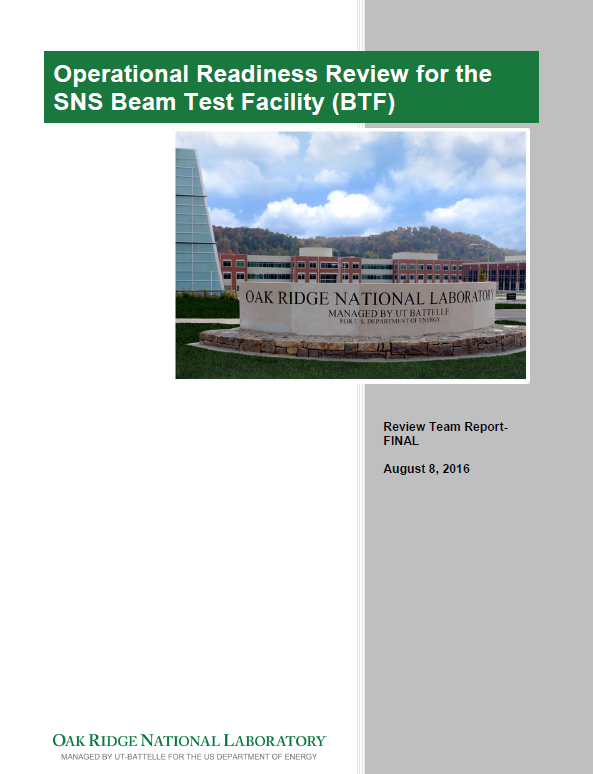 Operational Readiness Review for the
SNS Beam Test Facility (BTF)
OAK RIDGE NATIONAL LABORATORY
MANAGED BY UT BATTELLE
FOR U.S. DEPARTMENT OF ENERGY
Review Team Report-
FINAL
August 8, 2016
OAK RIDGE NATIONAL LABORATORY
MANAGED BY UT-BATTELLE FOR THE US DEPARTMENT OF ENERGY